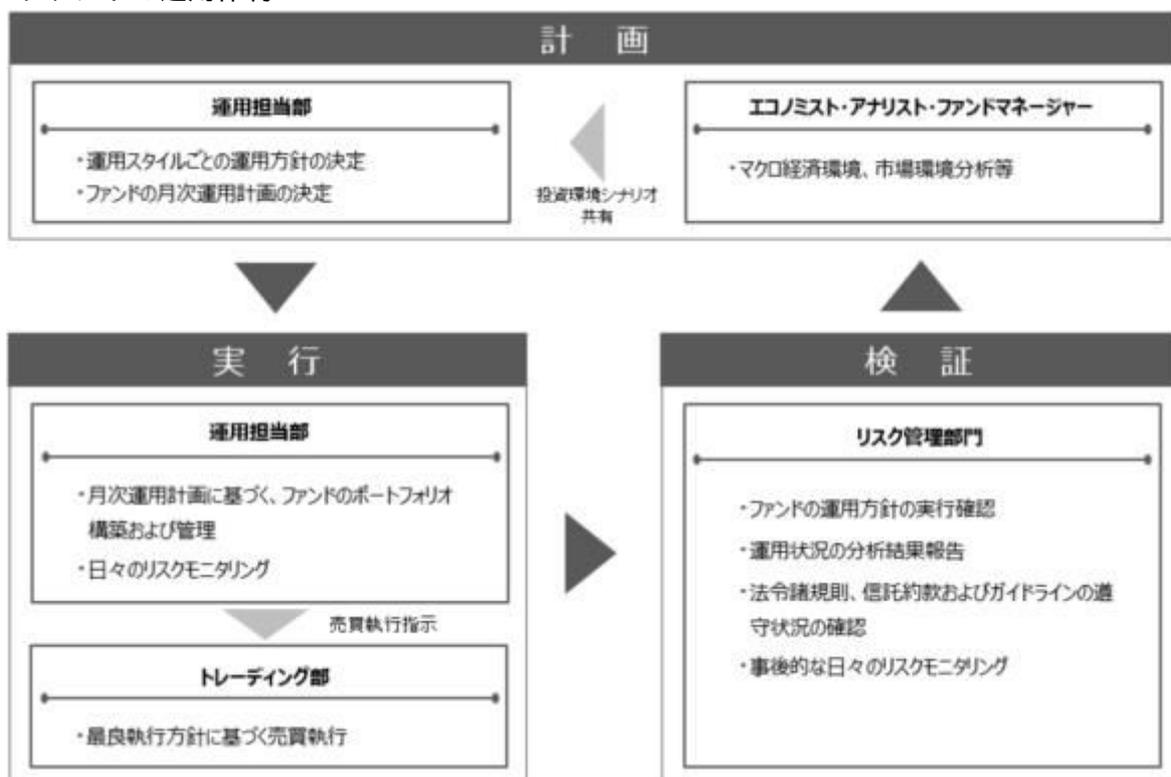 計 画
運用担当部
・運用スタイルごとの運用方針の決定
・ファンドの月次運用計画の決定
投資環境シナリオ
共有
エコノミスト・アナリスト・ファンドマネージャー
・マクロ経済環境、市場環境分析等
実 行
運用担当部
・月次運用計画に基づく、ファンドのポートフォリオ
構築および管理
・日々のリスクモニタリング
売買執行指示
トレーディング部
・最良執行方針に基づく売買執行
検 証
リスク管理部門
・ファンドの運用方針の実行確認
・運用状況の分析結果報告
・法令諸規則、信託約款およびガイドラインの遵
守状況の確認
・事後的な日々のリスクモニタリング